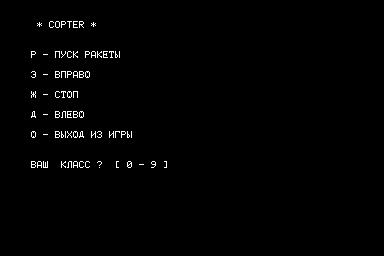 * COPTER *
Р - ПУСК РАКЕТЫ
Э - ВПРАВО
Ж - СТОП
Д - ВЛЕВО
О - ВЫХОД ИЗ ИГРЫ
ВАШ КЛАСС ? [ 0 - 9 ]